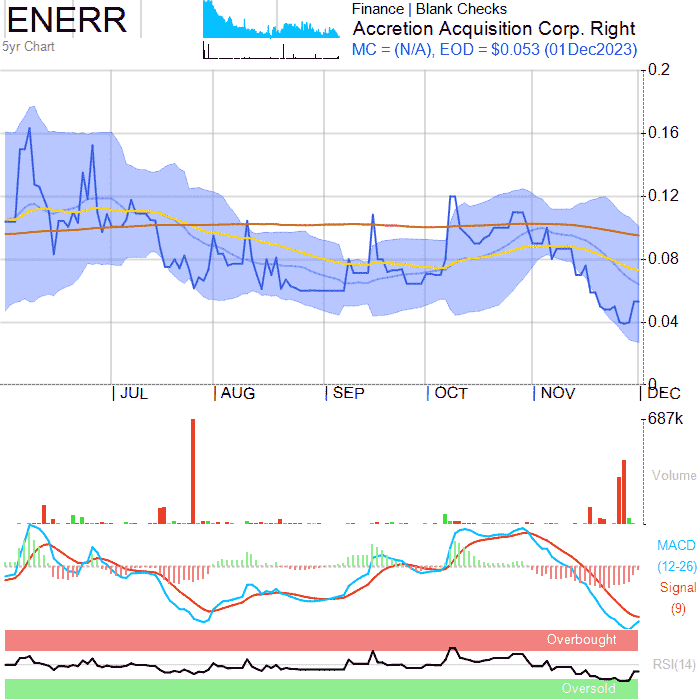 ENERR
5yr Chart
Finance | Blank Checks
Accretion Acquisition Corp. Right
MC = (N/A), EOD = $0.053 (01Dec2023)
0.2
0.16
0.12
0.08
0.04
0
JUL AUG SEP OCT NOV DEC
687k
Volume
MACD
(12-26)
Signal
(9)
Overbought
RSI(14)
Oversold